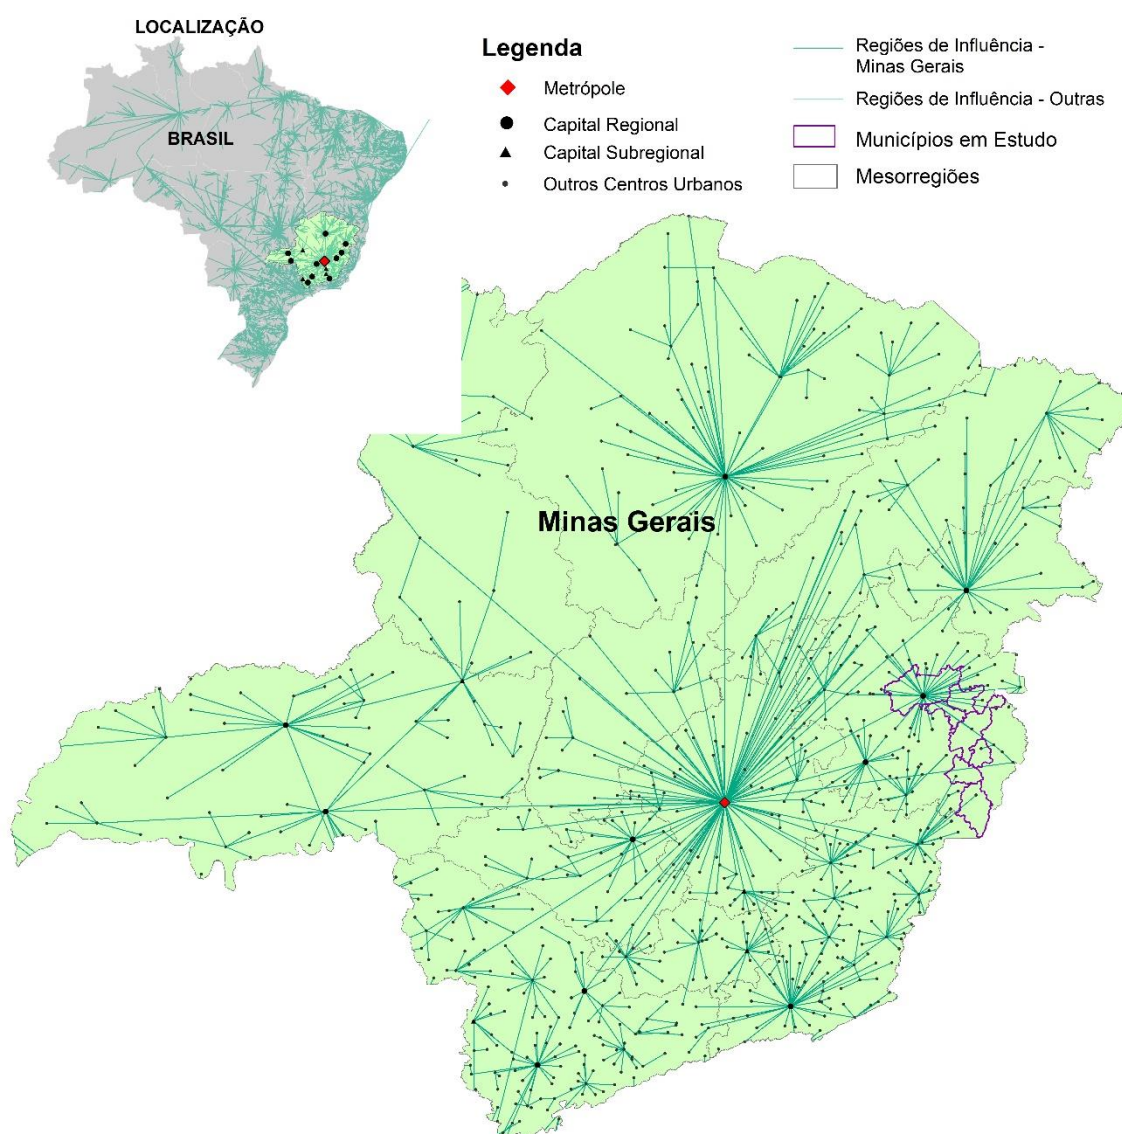 LOCALIZAÇÃO
BRASIL
Legenda
Metrópole
Capital Regional
Capital Subregional
Outros Centros Urbanos
Regiões de Influência -
Minas Gerais
Regiões de Influência - Outras
Municípios em Estudo
Mesorregiões
Minas Gerais